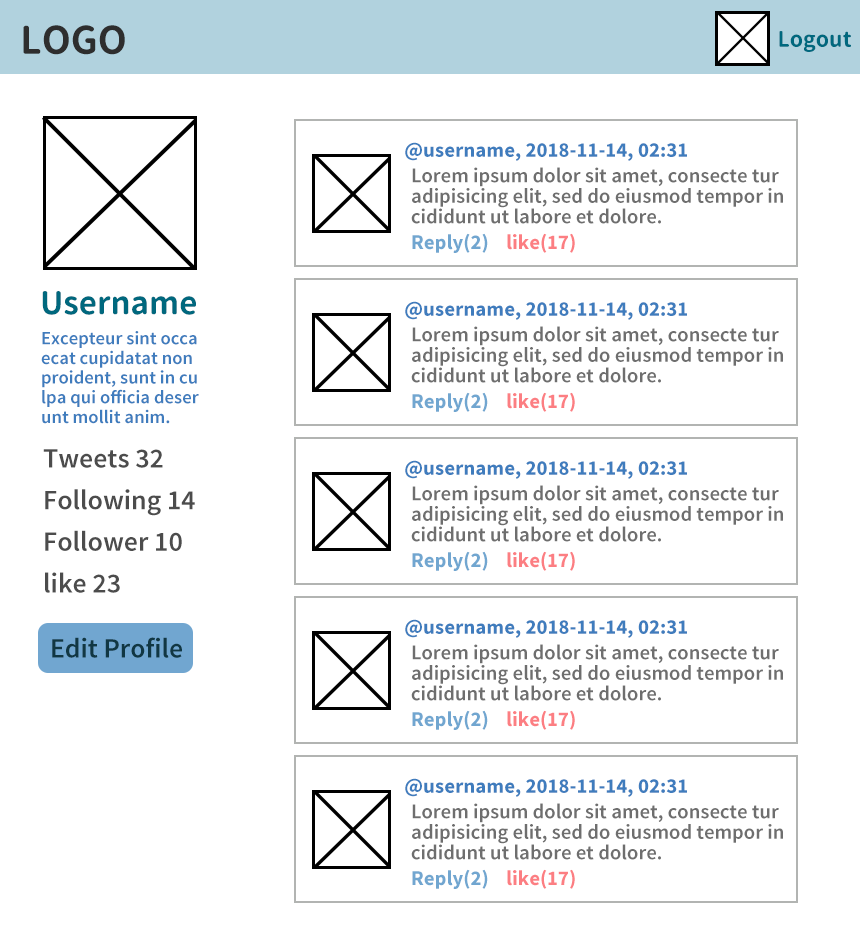 LOGO
Logout
Username
Excepteur sint occa
ecat cupidatat non
proident, sunt in cu
lpa qui officia deser
unt mollit anim.
Tweets 32
Following 14
Follower 10
like 23
Edit Profile
@username, 2018-11-14, 02:31
Lorem ipsum dolor sit amet, consecte tur
adipisicing elit, sed do eiusmod tempor in
cididunt ut labore et dolore.
Reply(2) like(17)
@username, 2018-11-14, 02:31
Lorem ipsum dolor sit amet, consecte tur
adipisicing elit, sed do eiusmod tempor in
cididunt ut labore et dolore.
Reply(2) like(17)
@username, 2018-11-14, 02:31
Lorem ipsum dolor sit amet, consecte tur
adipisicing elit, sed do eiusmod tempor in
cididunt ut labore et dolore.
Reply(2) like(17)
@username, 2018-11-14, 02:31
Lorem ipsum dolor sit amet, consecte tur
adipisicing elit, sed do eiusmod tempor in
cididunt ut labore et dolore.
Reply(2) like(17)
@username, 2018-11-14, 02:31
Lorem ipsum dolor sit amet, consecte tur
adipisicing elit, sed do eiusmod tempor in
cididunt ut labore et dolore.
Reply(2) like(17)